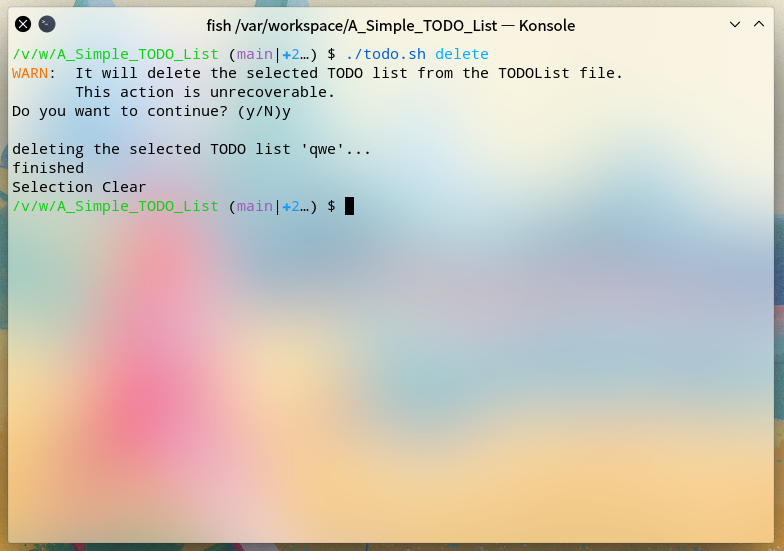 fish /var/workspace/A_Simple_TODO_List — Konsole
/v/w/A_Simple_TODO_List (main|+2…) $ ./todo.sh delete
WARN:  It will delete the selected TODO list from the TODOList file.
       This action is unrecoverable.
Do you want to continue? (y/N)y
deleting the selected TODO list 'qwe'...
finished
Selection Clear
/v/w/A_Simple_TODO_List (main|+2…) $